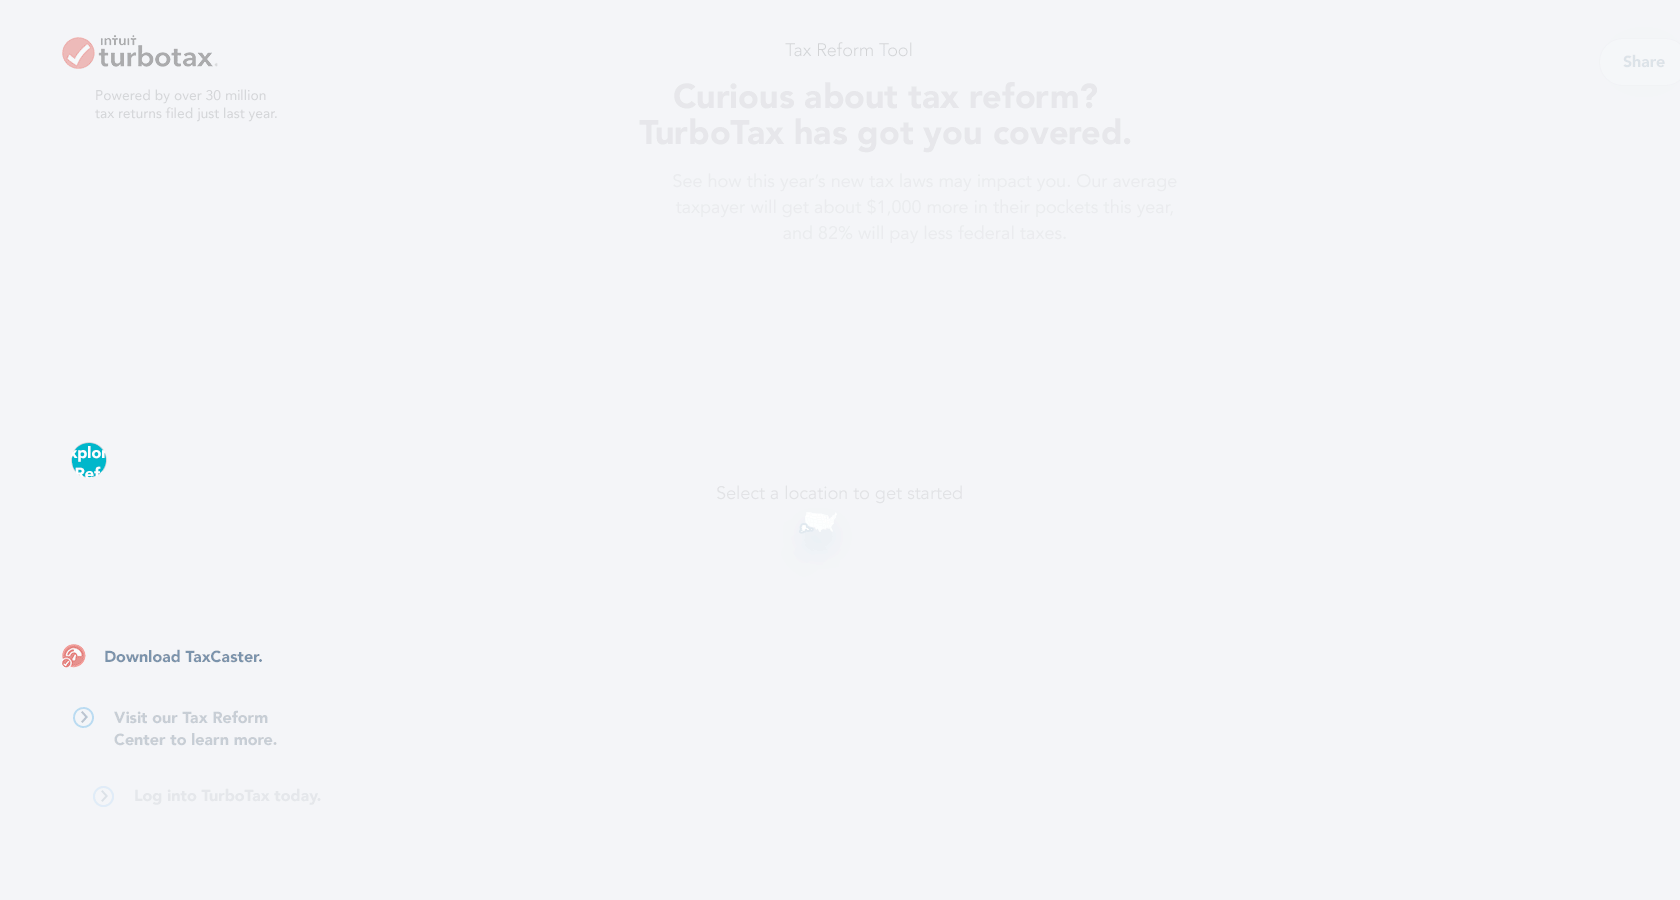 intuit
turbotax.
Powered by over 30 million
tax returns filed just last year.
Tax Reform Tool
Share
Curious about tax reform?
TurboTax has got you covered.
See how this year's new tax laws may impact you. Our average
taxpayer will get about $1,000 more in their pockets this year,
and 82% will pay less federal taxes.
xplor
Ref
Select a location to get started
Download TaxCaster.
Visit our Tax Reform
Center to learn more.
Log into TurboTax today.